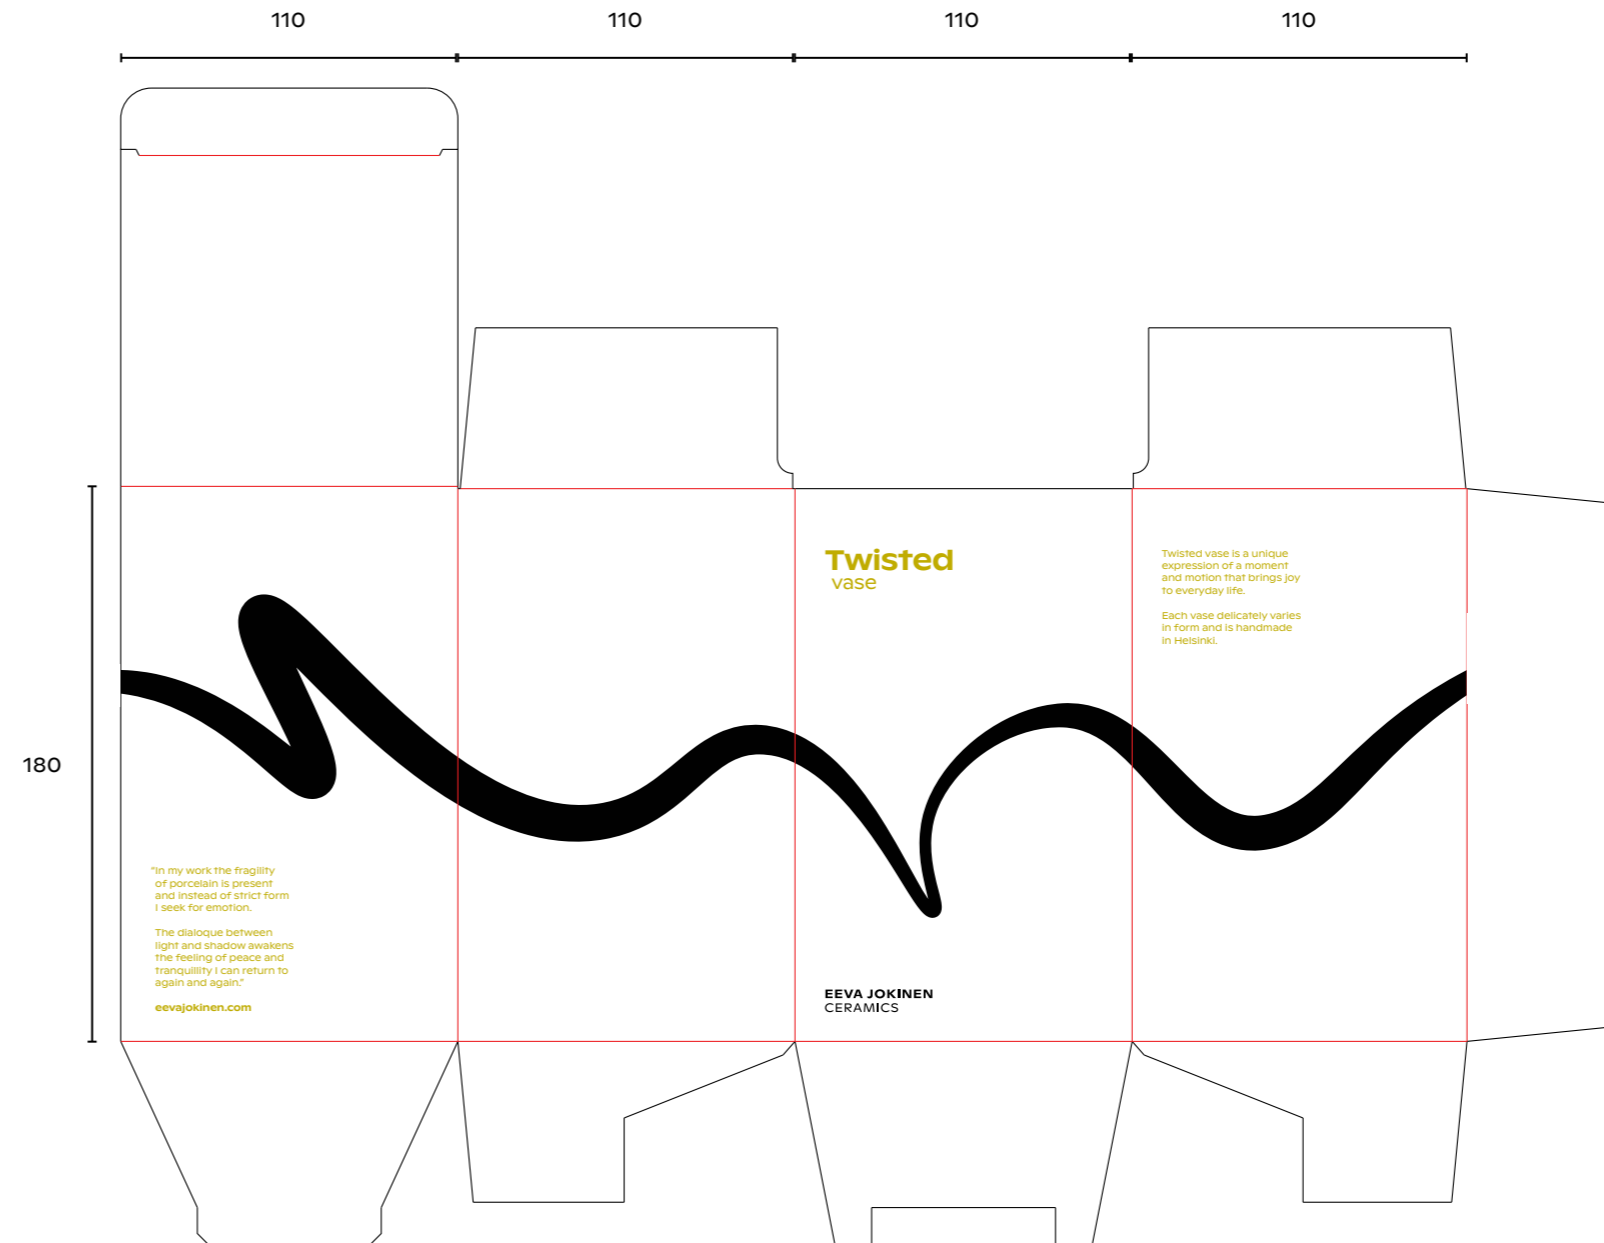 110
110
110
110
180
Twisted
vase
Twisted vase is a unique
expression of a moment
and motion that brings joy
to everyday life.
Each vase delicately varies
in form and is handmade
in Helsinki.
"In my work the fragility
of porcelain is present
and instead of strict form
I seek for emotion.
The dialoque between
light and shadow awakens
the feeling of peace and
tranquillity I can return to
again and again."
eevajokinen.com
EEVA JOKINEN
CERAMICS